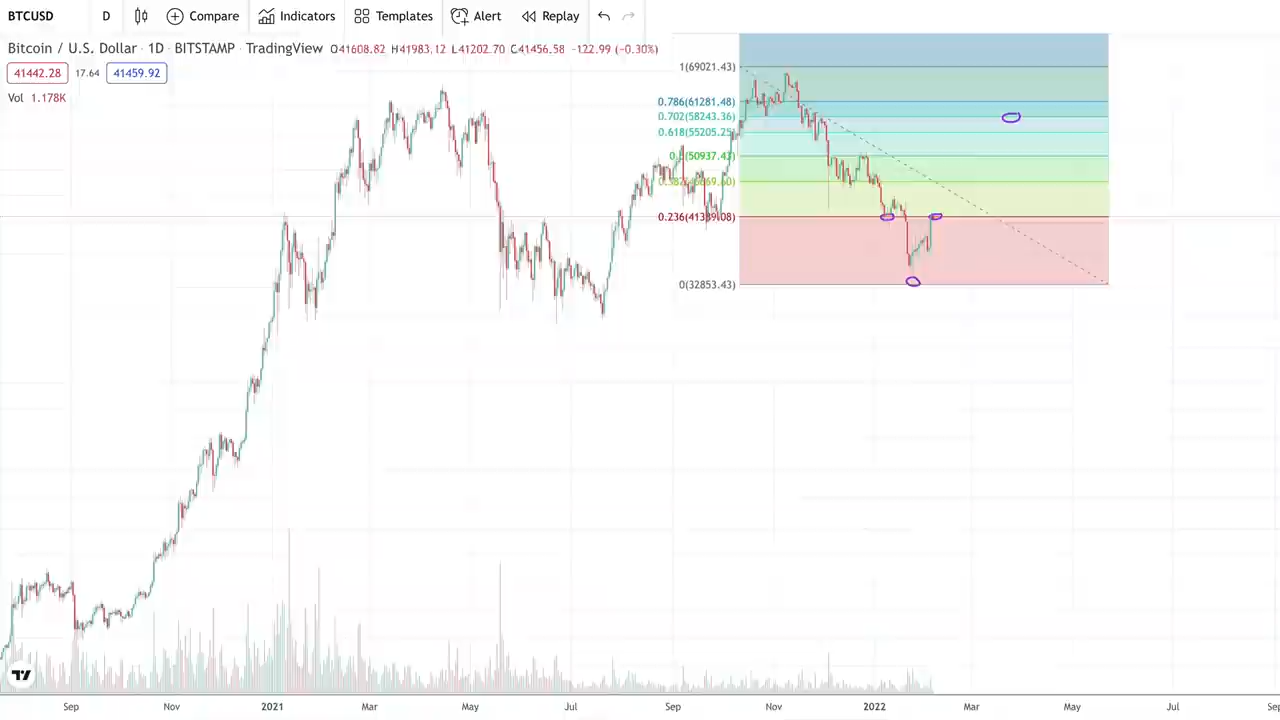 BTCUSD D Compare Indicators Templates Alert Replay
Bitcoin / U.S. Dollar · 1D · BITSTAMP · TradingView O41608.82 H41983.12 L41202.70 C41456.58 -122.99 (-0.30%)
41442.28 17.64 41459.92
Vol 1.178K
1(69021.43)
0.786(61281.48)
0.702(58243.36)
0.618(55205.25)
0.236(41389.08)
0(32853.43)
Sep Nov 2021 Mar May Jul Sep Nov 2022 Mar May Jul